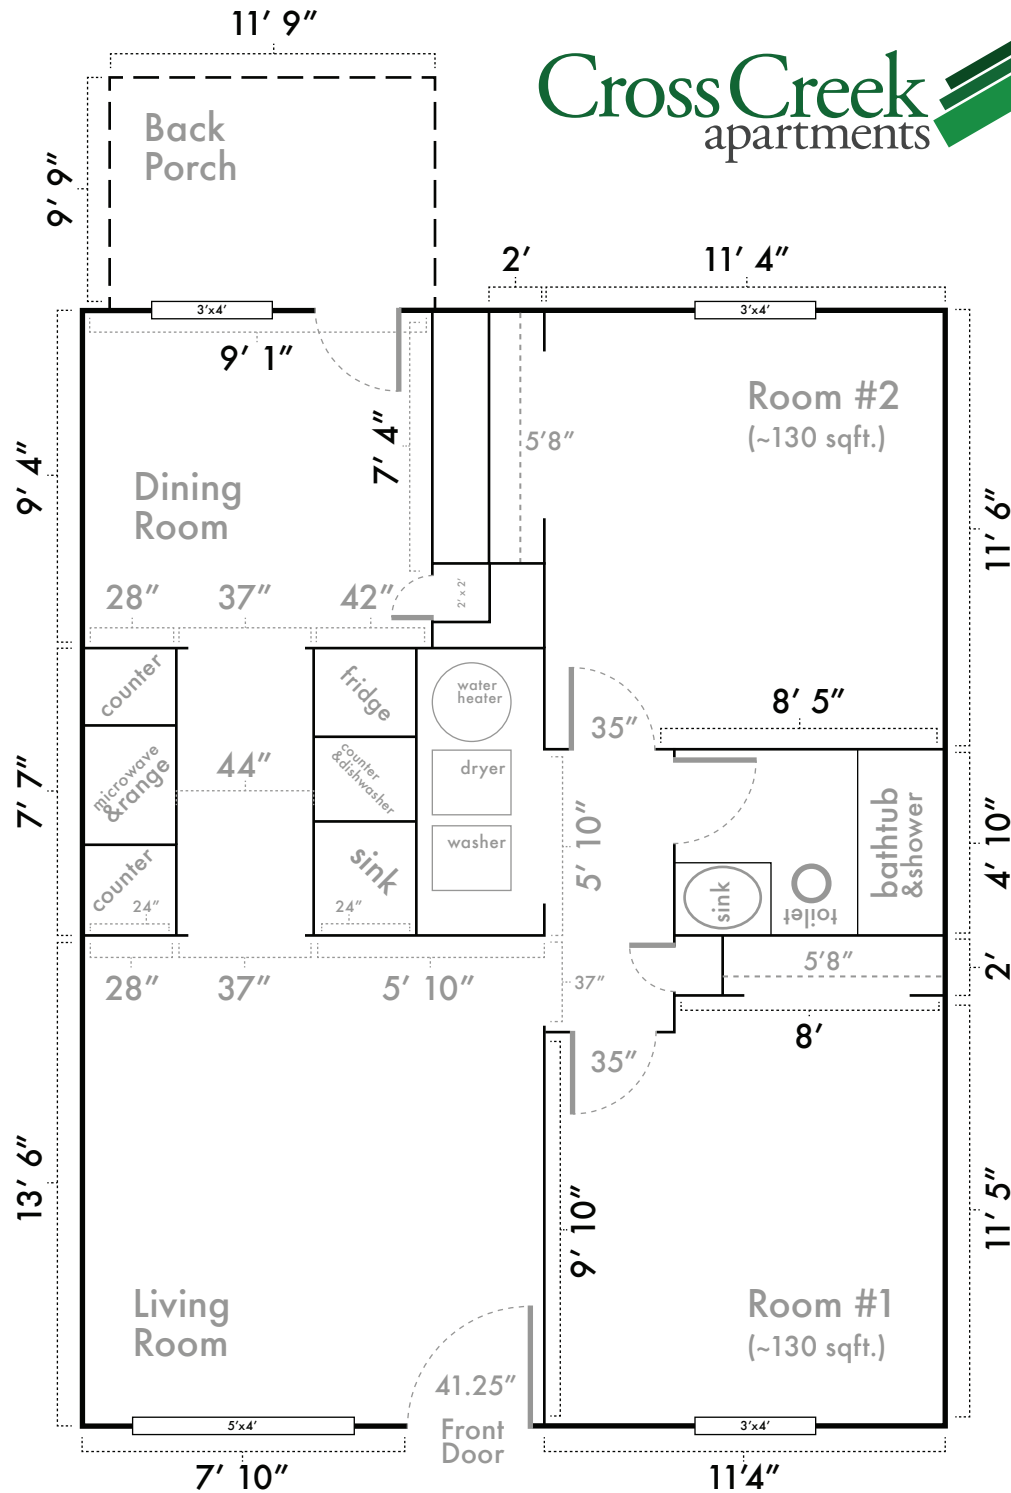 11′ 9″
CrossCreek
apartments
Back
Porch
9′ 9″
2′
11′ 4″
3′x4′
3′x4′
9′ 1″
Room #2
(~130 sqft.)
7′ 4″
5′8″
9′ 4″
Dining
Room
11′ 6″
28″
37″
42″
2′ x 2′
counter
fridge
water
heater
8′ 5″
35″
microwave
&range
44″
counter
&dishwasher
dryer
7′ 7″
5′ 10″
bathtub
&shower
4′ 10″
washer
counter
24″
sink
24″
sink
toilet
28″
37″
5′ 10″
37″
5′8″
2′
8′
35″
13′ 6″
9′ 10″
11′ 5″
Living
Room
Room #1
(~130 sqft.)
41.25″
5′x4′
Front
Door
3′x4′
7′ 10″
11′4″